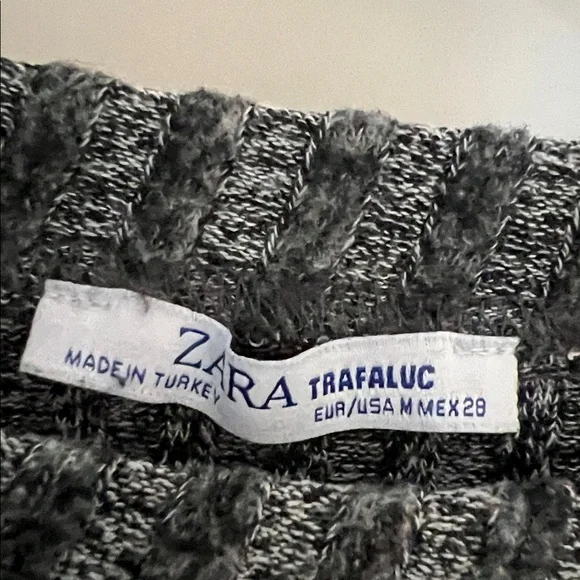 ZARA TRAFALUC
MADE IN TURKEY EUR/USA M MEX 28